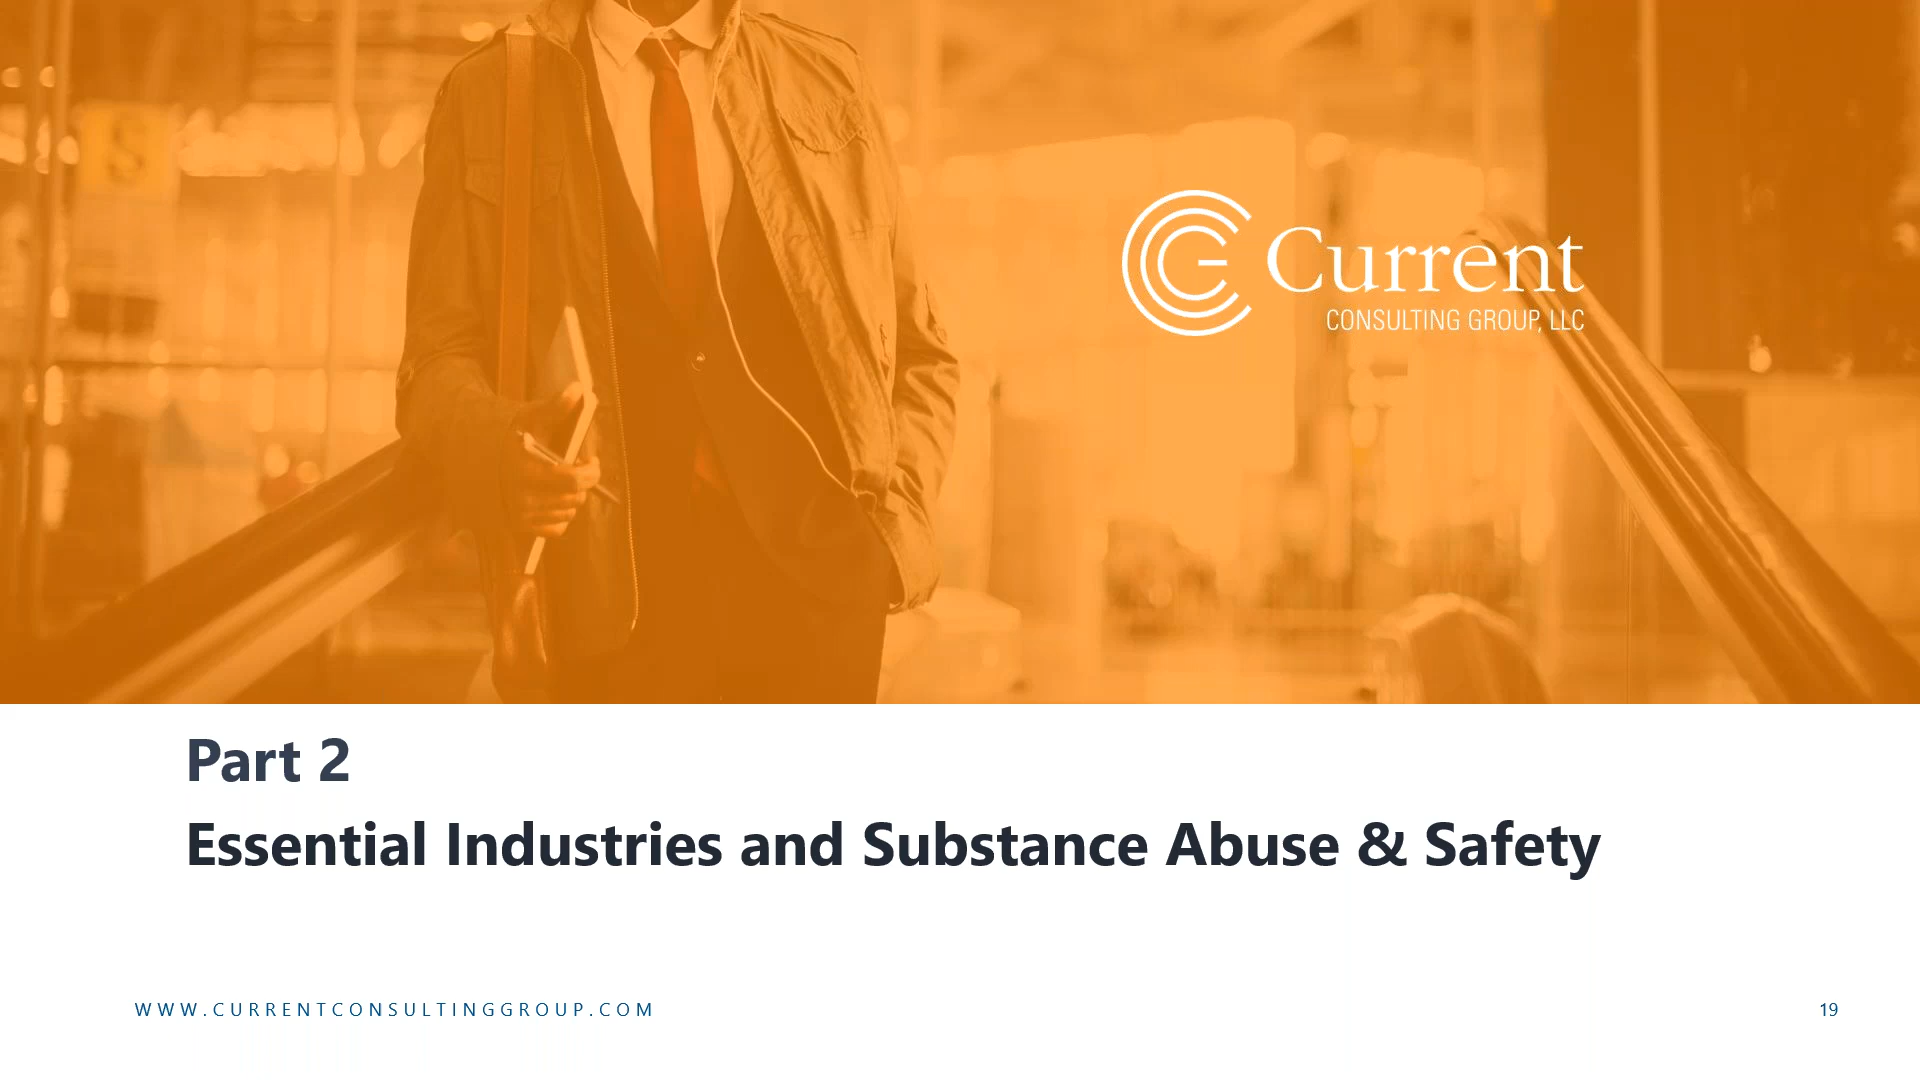 Current
CONSULTING GROUP, LLC
Part 2
Essential Industries and Substance Abuse & Safety
WWW.CURRENTCONSULTINGGROUP.COM
19